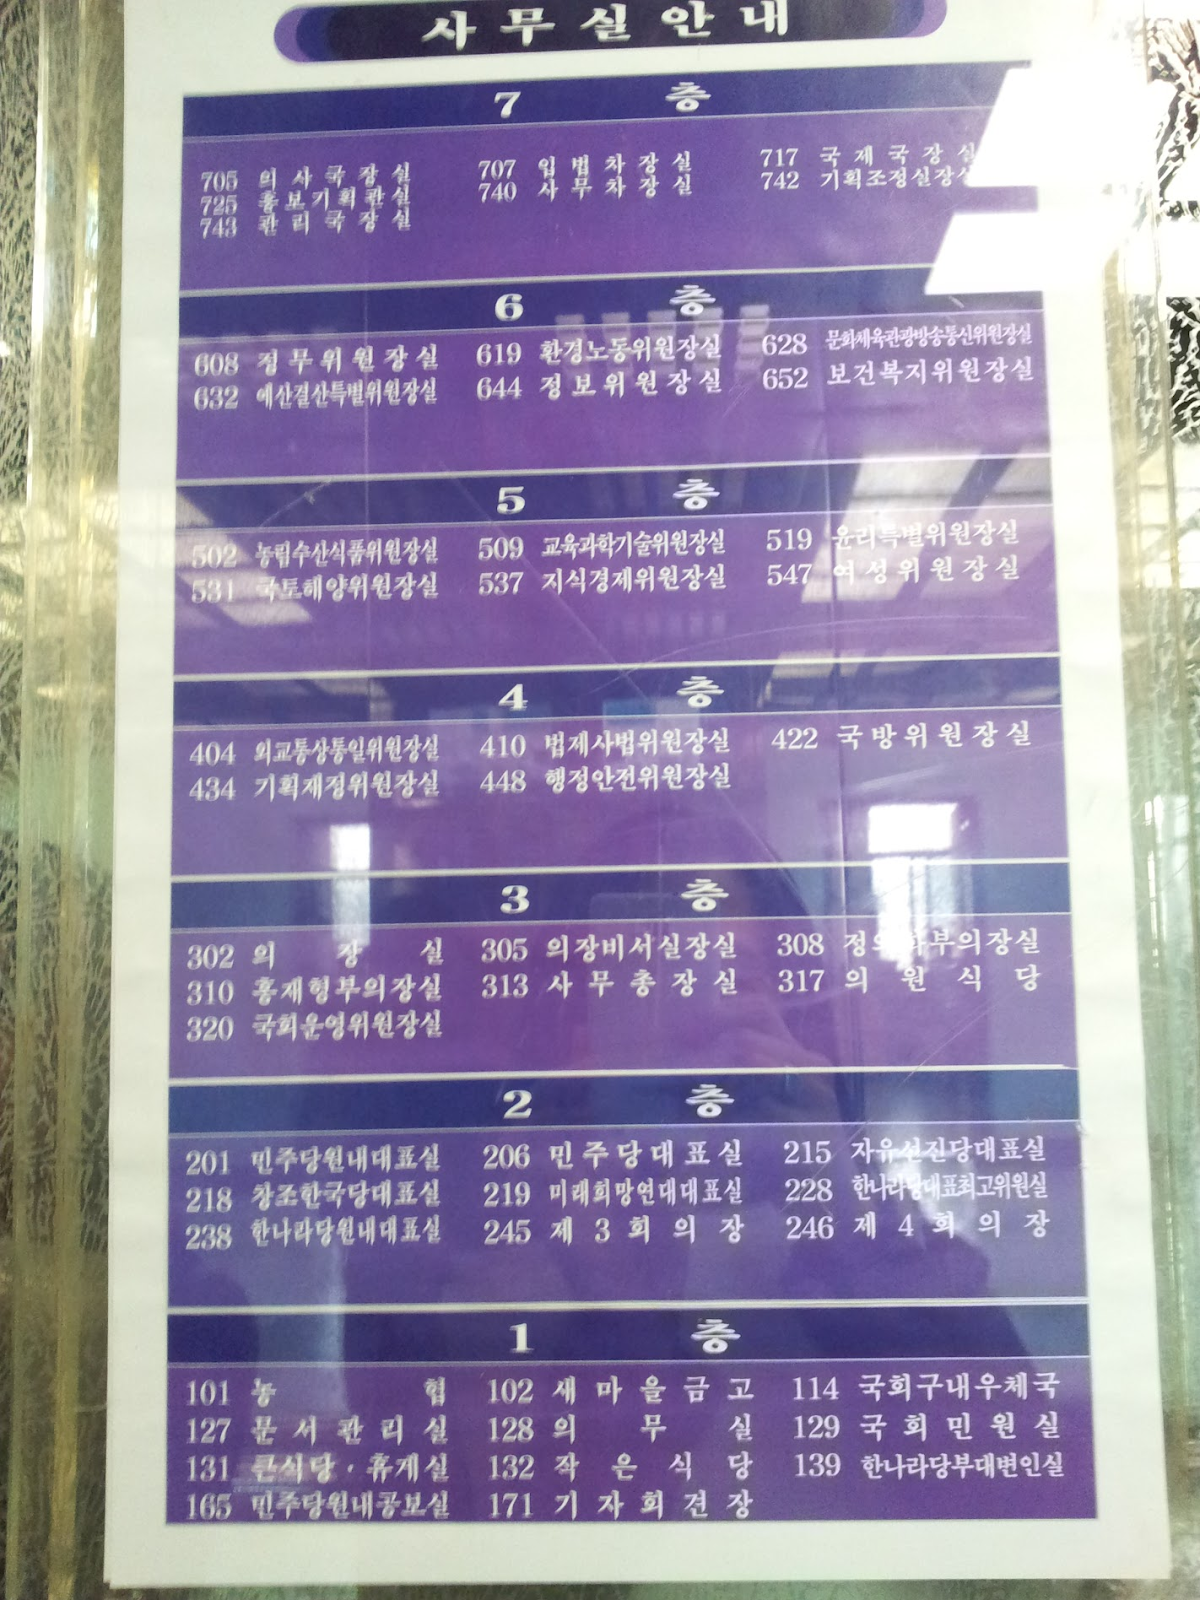 사무실안내
7 층
705 의사국장실 707 입법차장실 717 국제국장실
725 홍보기획관실 740 사무차장실 742 기획조정실장실
743 관리국장실
6 층
608 정무위원장실 619 환경노동위원장실 628 문화체육관광방송통신위원장실
632 예산결산특별위원장실 644 정보위원장실 652 보건복지위원장실
5 층
502 농림수산식품위원장실 509 교육과학기술위원장실 519 윤리특별위원장실
531 국토해양위원장실 537 지식경제위원장실 547 여성위원장실
4 층
404 외교통상통일위원장실 410 법제사법위원장실 422 국방위원장실
434 기획재정위원장실 448 행정안전위원장실
3 층
302 의장실 305 의장비서실장실 308 정의화부의장실
310 홍재형부의장실 313 사무총장실 317 의원식당
320 국회운영위원장실
2 층
201 민주당원내대표실 206 민주당대표실 215 자유선진당대표실
218 창조한국당대표실 219 미래희망연대대표실 228 한나라당대표최고위원실
238 한나라당원내대표실 245 제3회의장 246 제4회의장
1 층
101 농협 102 새마을금고 114 국회구내우체국
127 문서관리실 128 의무실 129 국회민원실
131 큰식당·휴게실 132 작은식당 139 한나라당부대변인실
165 민주당원내공보실 171 기자회견장